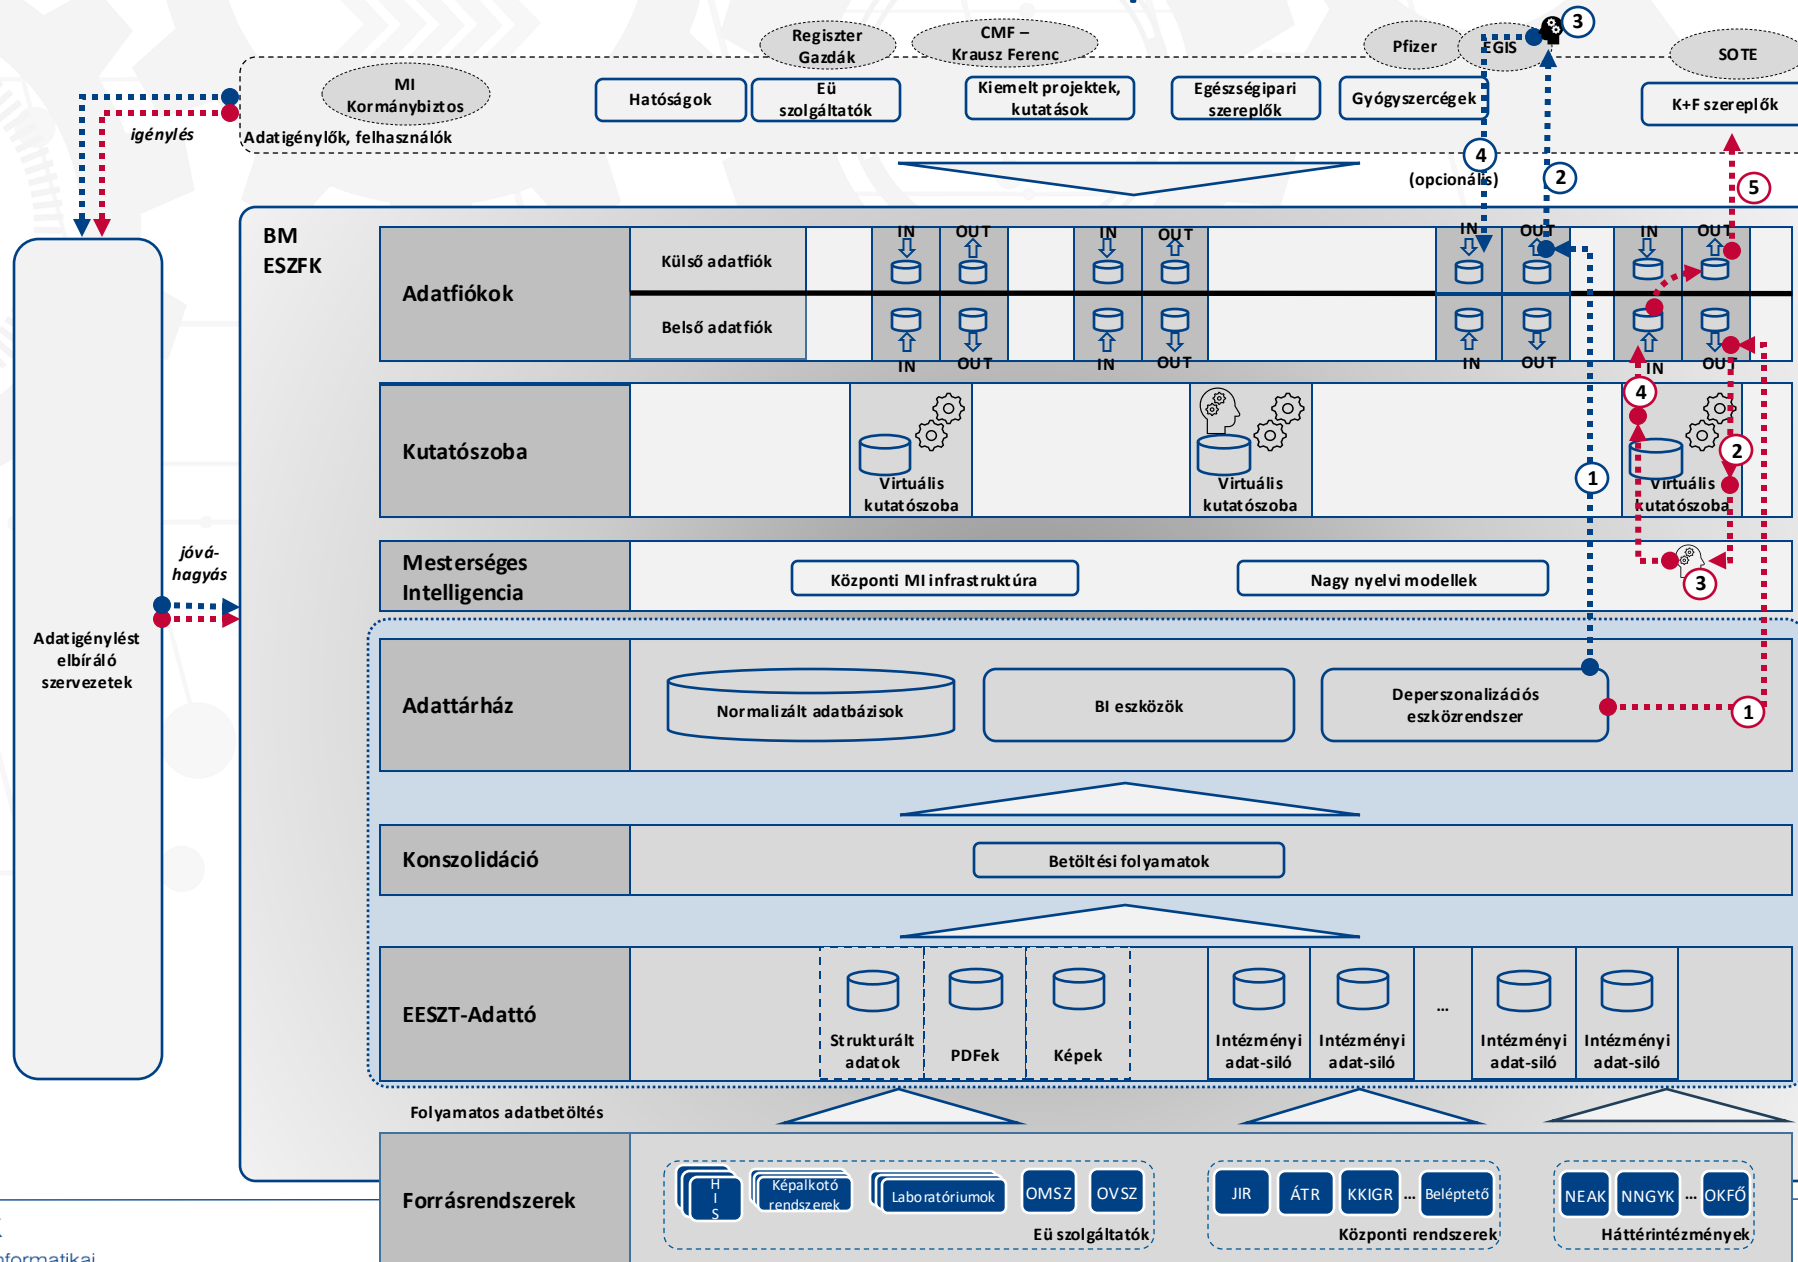 Regiszter
Gazdák
CMF –
Krausz Ferenc
Pfizer
EGIS
3
SOTE
MI
Kormánybiztos
Hatóságok
Eü
szolgáltatók
Kiemelt projektek,
kutatások
Egészségipari
szereplők
Gyógyszercégek
K+F szereplők
igénylés
Adatigénylők, felhasználók
4
(opcionális)
2
5
BM
ESZFK
Adatfiókok
Külső adatfiók
Belső adatfiók
IN
OUT
IN
OUT
IN
OUT
IN
OUT
IN
OUT
IN
OUT
IN
OUT
IN
OUT
Kutatószoba
Virtuális
kutatószoba
Virtuális
kutatószoba
Virtuális
kutatószoba
4
2
1
jóvá-
hagyás
Mesterséges
Intelligencia
Központi MI infrastruktúra
Nagy nyelvi modellek
3
Adatigénylést
elbíráló
szervezetek
Adattárház
Normalizált adatbázisok
BI eszközök
Deperszonalizációs
eszközrendszer
1
Konszolidáció
Betöltési folyamatok
EESZT-Adattó
Strukturált
adatok
PDFek
Képek
Intézményi
adat-siló
Intézményi
adat-siló
...
Intézményi
adat-siló
Intézményi
adat-siló
Folyamatos adatbetöltés
Forrásrendszerek
H
I
S
Képalkotó
rendszerek
Laboratóriumok
OMSZ
OVSZ
Eü szolgáltatók
JIR
ÁTR
KKIGR
...
Beléptető
Központi rendszerek
NEAK
NNGYK
...
OKFŐ
Háttérintézmények